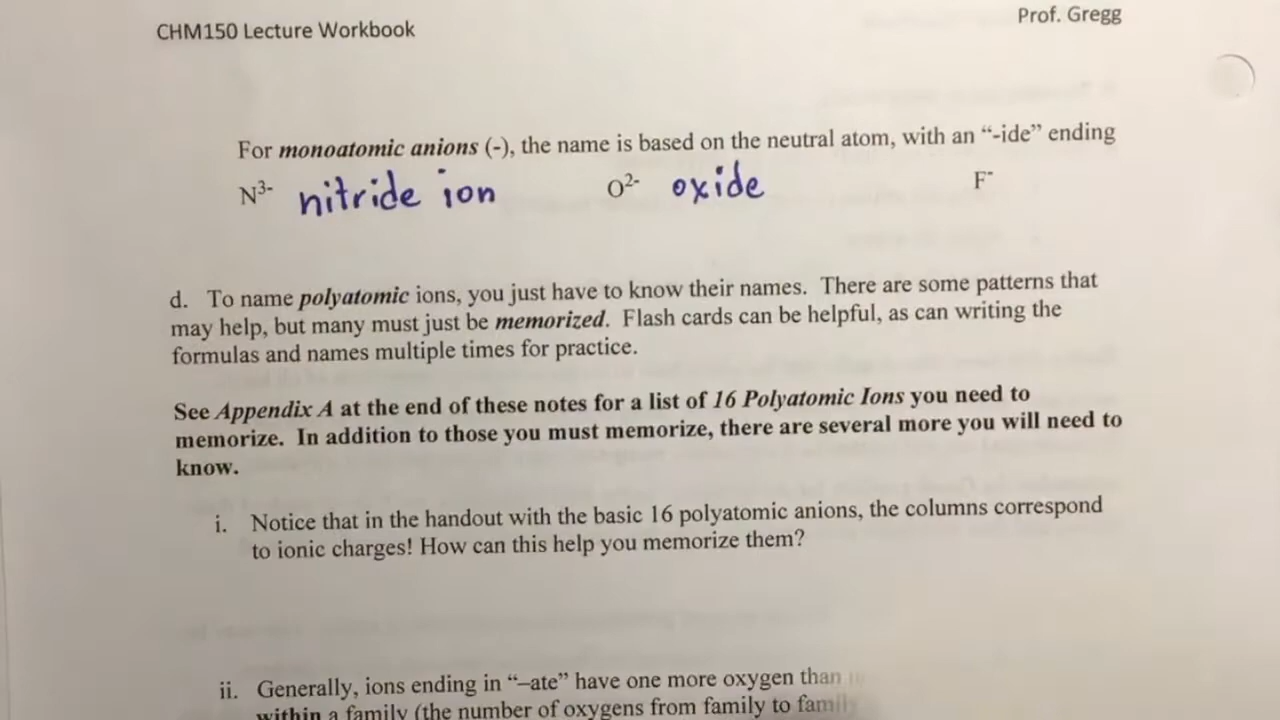 CHM150 Lecture Workbook
Prof. Gregg
For monoatomic anions (-), the name is based on the neutral atom, with an “-ide” ending
N³⁻ nitride ion O²⁻ oxide F⁻
d. To name polyatomic ions, you just have to know their names. There are some patterns that
may help, but many must just be memorized. Flash cards can be helpful, as can writing the
formulas and names multiple times for practice.
See Appendix A at the end of these notes for a list of 16 Polyatomic Ions you need to
memorize. In addition to those you must memorize, there are several more you will need to
know.
i. Notice that in the handout with the basic 16 polyatomic anions, the columns correspond
to ionic charges! How can this help you memorize them?
ii. Generally, ions ending in “–ate” have one more oxygen than
within a family (the number of oxygens from family to family